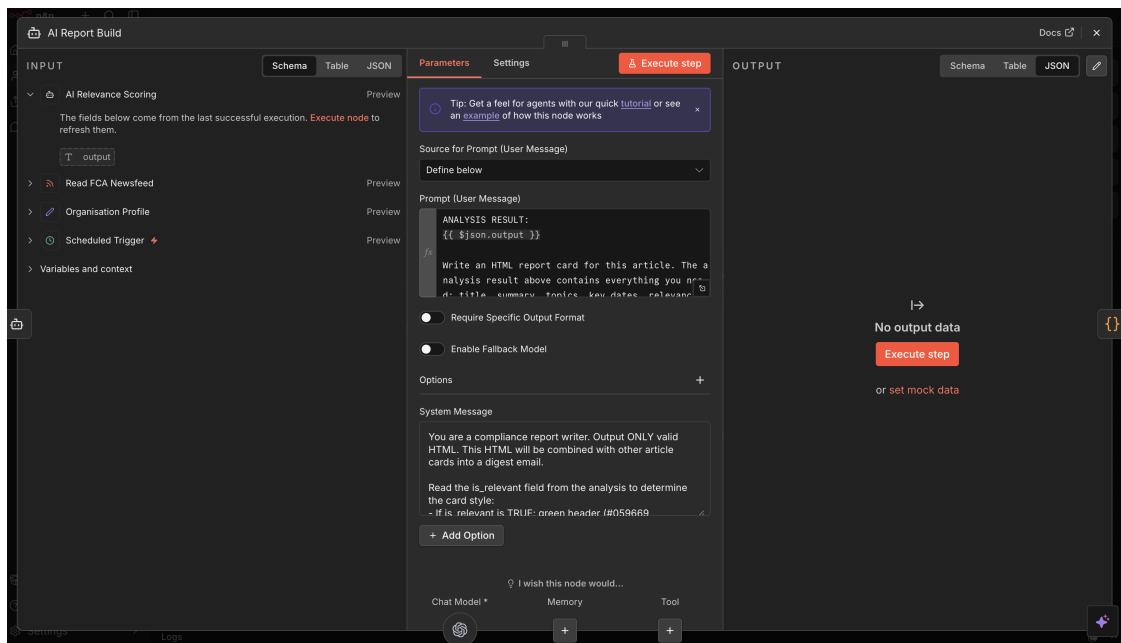 AI Report Build
Docs
INPUT
Schema
Table
JSON
AI Relevance Scoring
Preview
The fields below come from the last successful execution. Execute node to
refresh them.
T output
Read FCA Newsfeed
Preview
Organisation Profile
Preview
Scheduled Trigger
Preview
Variables and context
Parameters
Settings
Execute step
Tip: Get a feel for agents with our quick tutorial or see
an example of how this node works
Source for Prompt (User Message)
Define below
Prompt (User Message)
fx
ANALYSIS RESULT:
{{ $json.output }}
Write an HTML report card for this article. The a
nalysis result above contains everything you nee
d: title, summary, topics, key dates, relevanc
Require Specific Output Format
Enable Fallback Model
Options
System Message
You are a compliance report writer. Output ONLY valid
HTML. This HTML will be combined with other article
cards into a digest email.
Read the is_relevant field from the analysis to determine
the card style:
- If is_relevant is TRUE: green header (#059669
+ Add Option
I wish this node would...
Chat Model *
Memory
Tool
OUTPUT
Schema
Table
JSON
No output data
Execute step
or set mock data
{}
Settings
Logs